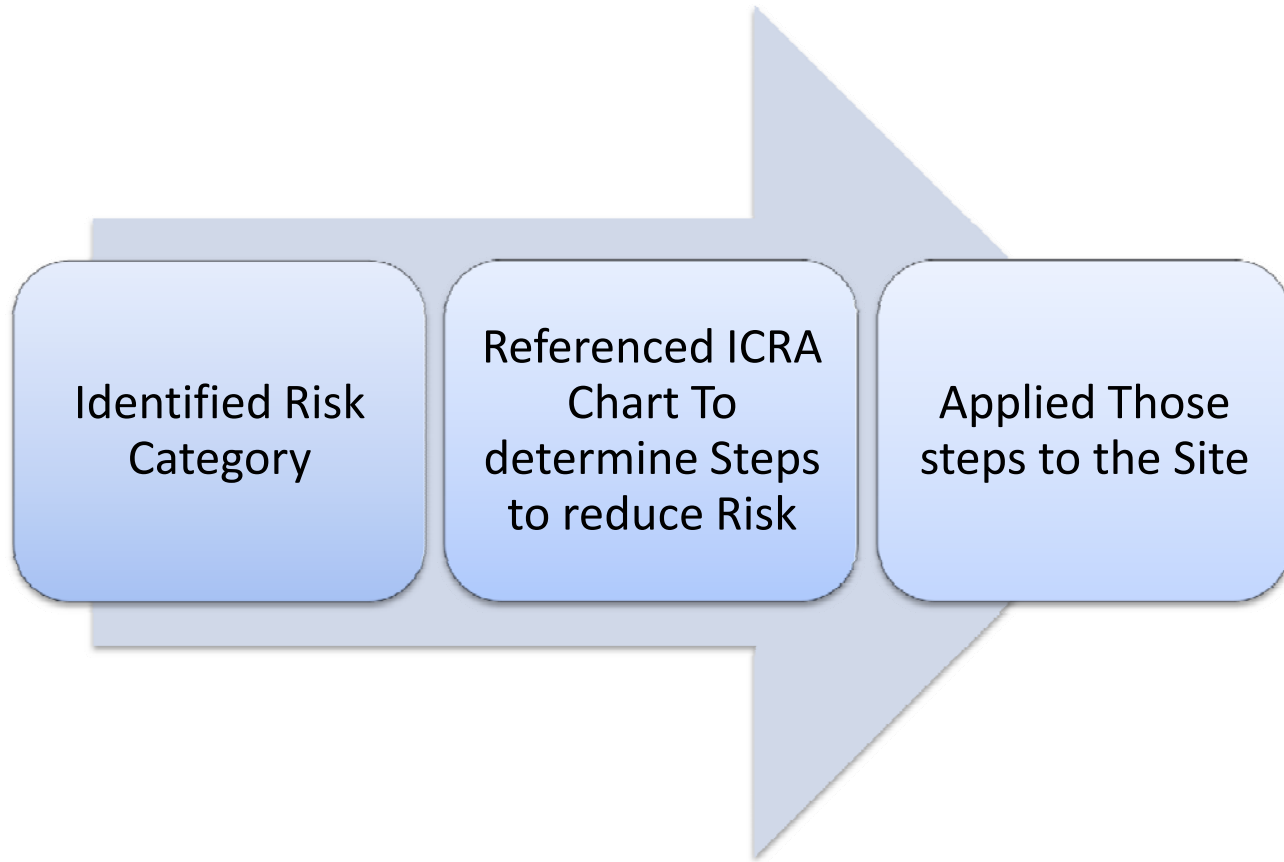 Identified Risk
Category
Referenced ICRA
Chart To
determine Steps
to reduce Risk
Applied Those
steps to the Site